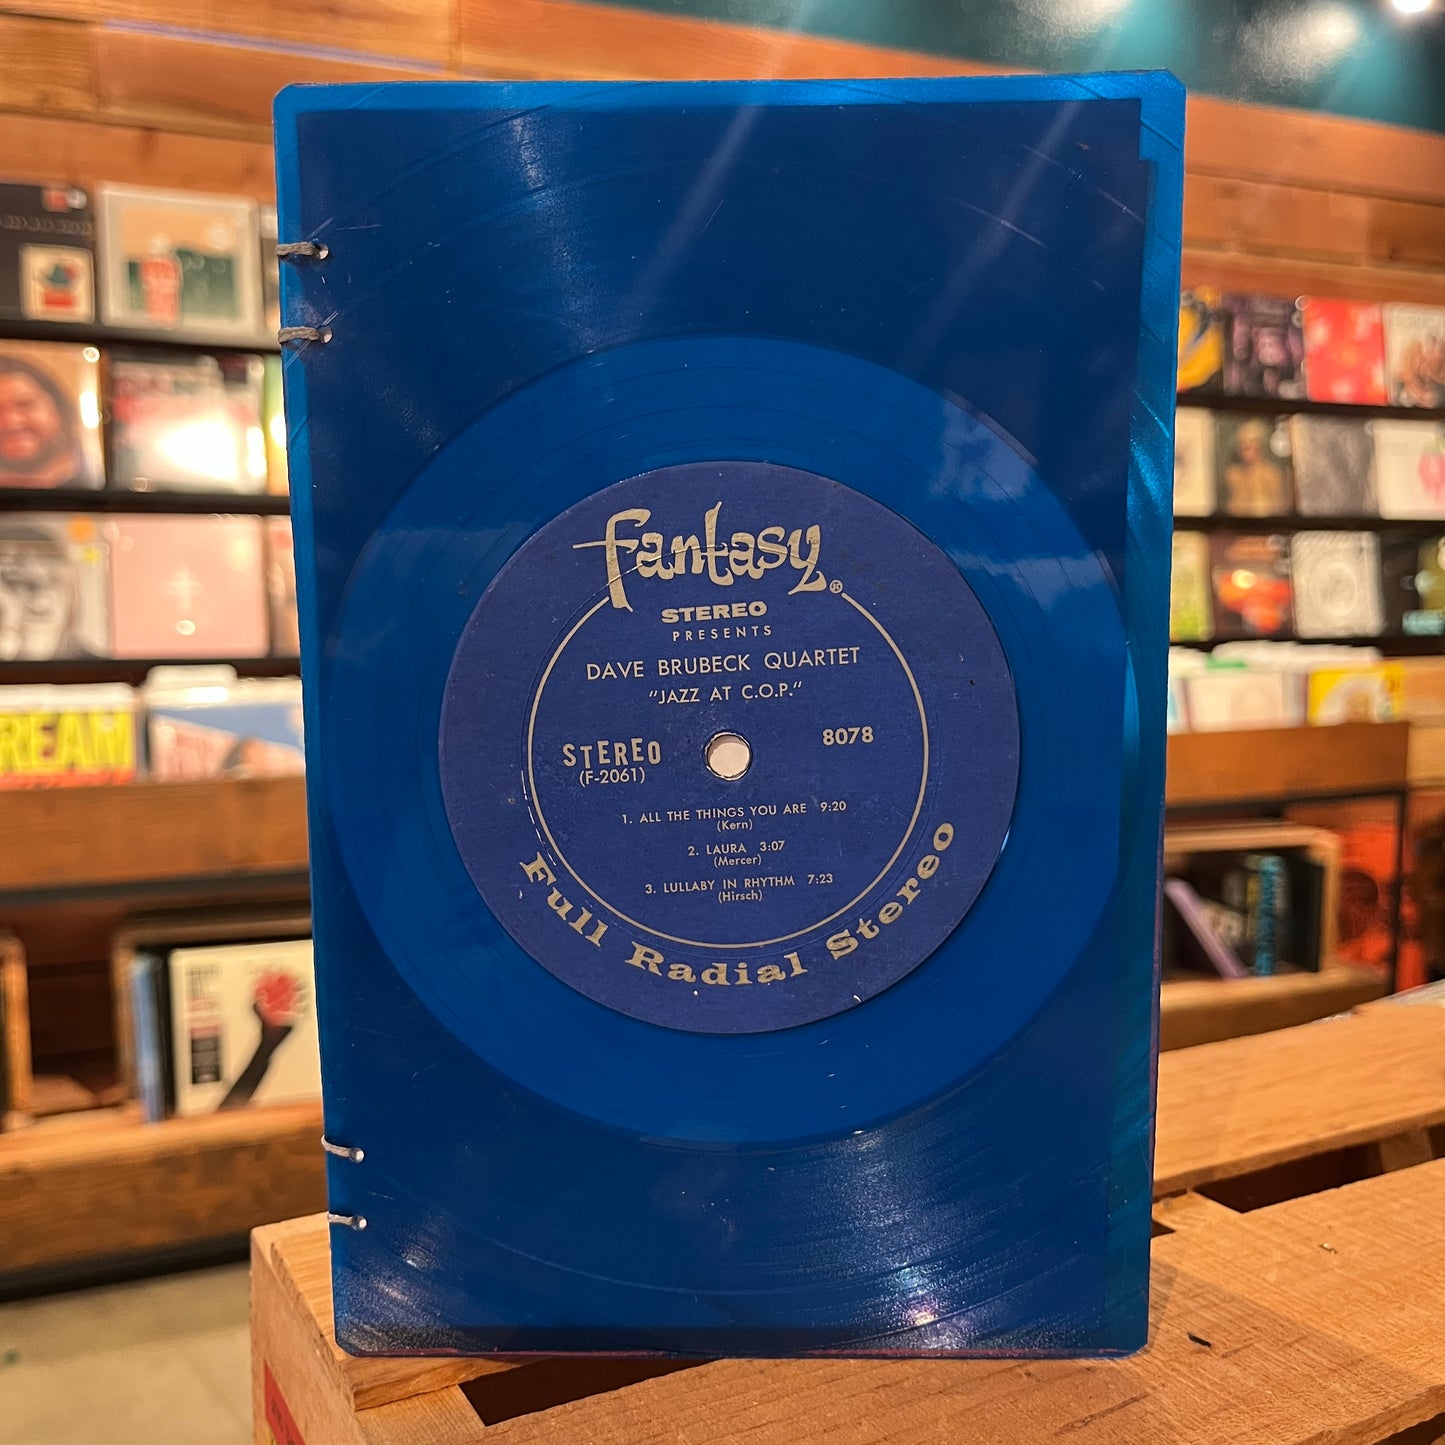 fantasy®
STEREO
PRESENTS
DAVE BRUBECK QUARTET
"JAZZ AT C.O.P."
STEREO
(F-2061)
8078
1. ALL THE THINGS YOU ARE 9:20
(Kern)
2. LAURA 3:07
(Mercer)
3. LULLABY IN RHYTHM 7:23
(Hirsch)
Full Radial Stereo
REAM